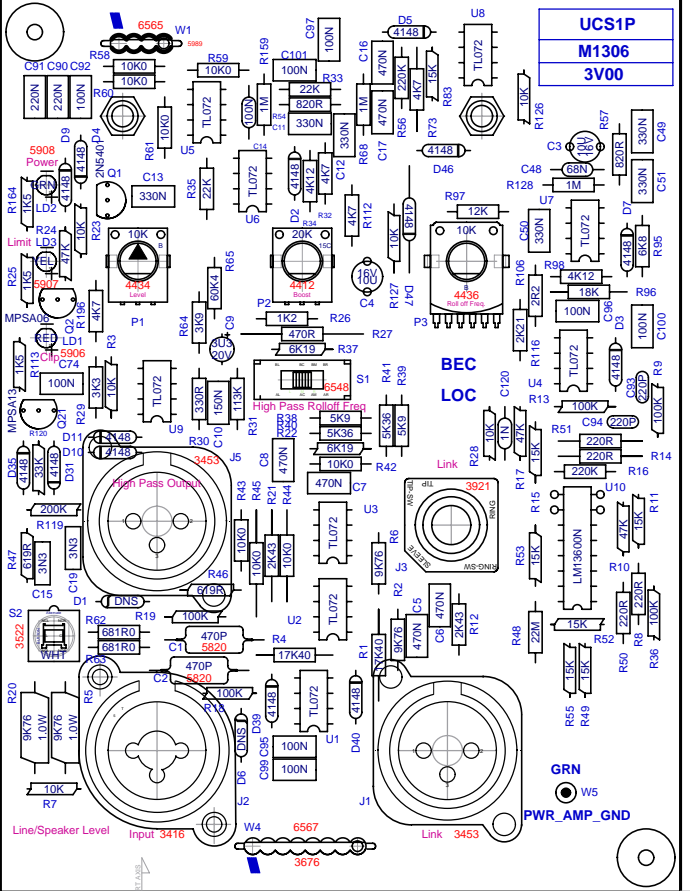 UCS1P
M1306
3V00
6565
W1
5989
R58
10K0
10K0
R59
10K0
R159
C97
100N
C101
100N
C16
470N
D5
4148
U8
TL072
C91 C90 C92
220N
220N
100N
R60
R61
10K0
TL072
U5
100N
1M
R33
22K
820R
R54
C11
330N
330N
C12
1M
R68
470N
C17
220K
R56
4K7
R73
15K
R83
10K
R126
C3
10U
16V
R57
820R
C49
330N
C51
330N
C48
68N
R128
1M
D46
4148
5908
Power
D9
D4
4148
4148
2N5401
Q1
GRN
LD2
R164
1K5
C13
330N
R35
22K
C14
TL072
U6
4148
D2
4K12
4K7
R32
R34
4K7
R112
4148
D47
10K
R127
R97
12K
U7
TL072
C50
330N
D7
4148
6K8
R95
Limit
LD3
YEL
R24
47K
10K
R23
R25
1K5
5907
10K
B
4434
Level
P1
20K
15C
4412
Boost
P2
16V
10U
C4
10K
B
4436
Roll off Freq.
P3
R65
60K4
R64
3K9
C9
3U3
20V
1K2
R26
470R
R27
6K19
R37
R98
4K12
18K
R96
100N
C96
R106
2R2
2K21
R116
C100
100N
MPSA06
Q2
R196
4K7
R3
LD1
RED
Clip
5906
R113
1K5
C74
100N
3K3
R29
10K
TL072
U9
330R
R30
150N
C10
113K
R31
S1
6548
High Pass Rolloff Freq
BEC
LOC
TL072
U4
D3
4148
R9
100K
C93
220P
MPSA13
Q21
R120
R38
5K9
R40
5K36
R22
6K19
10K0
R42
R41
5K36
R39
5K9
C120
10K
R28
1N
47K
R17
R13
100K
C94
220P
R51
220R
220R
R14
220K
R16
15K
R15
D11
4148
D10
4148
D35
4148
33K
4148
D31
3453
J5
High Pass Output
C8
470N
470N
C7
Link
3921
TIP
TIP-SW
RING
RING-SW
SLEEVE
J3
200K
R119
R47
619R
3N3
C15
3N3
C19
R43
10K0
R45
10K0
R21
2K43
R44
10K0
TL072
U3
R6
9K76
R53
15K
U10
LM13600N
47K
R10
15K
R11
R46
619R
D1
DNS
R19
100K
S2
3522
WHT
R62
681R0
681R0
R63
470P
C1
5820
470P
C2
5820
TL072
U2
R4
17K40
R1
17K40
R2
9K76
C5
470N
C6
470N
2K43
R12
R48
22M
15K
R52
220R
R50
220R
R8
100K
R36
15K
R55
15K
R49
R20
9K76
1.0W
R5
9K76
1.0W
10K
R7
100K
R18
DNS
D6
4148
D39
TL072
U1
4148
D40
C95
100N
C99
100N
J2
J1
Line/Speaker Level
Input
3416
Link
3453
GRN
W5
PWR_AMP_GND
W4
6567
3676